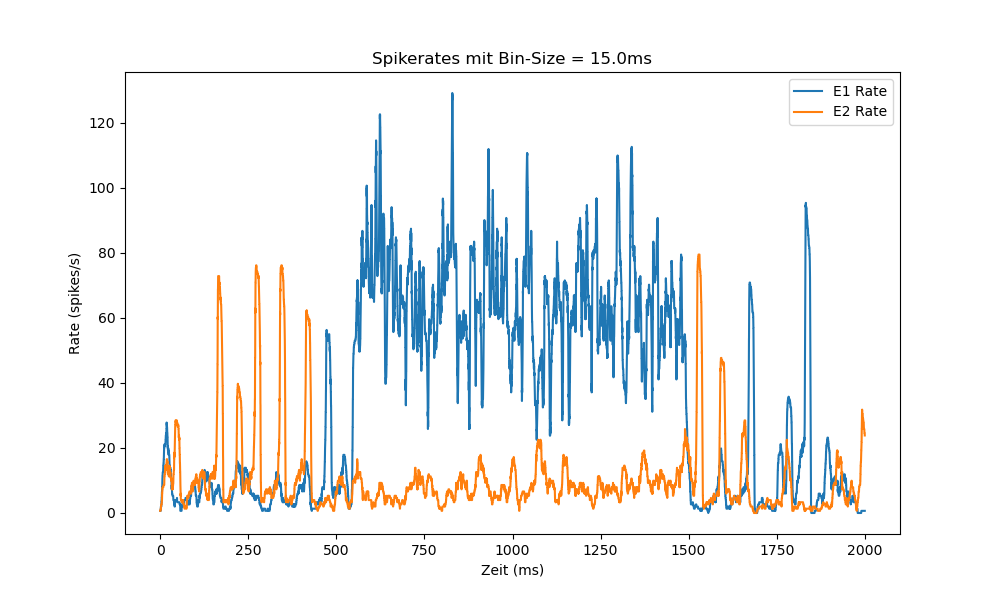 Spikerates mit Bin-Size = 15.0ms
E1 Rate
E2 Rate
Rate (spikes/s)
120
100
80
60
40
20
0
0 250 500 750 1000 1250 1500 1750 2000
Zeit (ms)